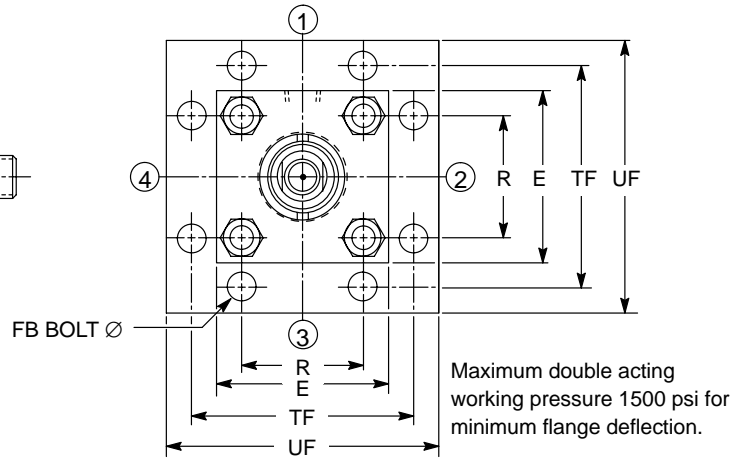 1
4
2
R E TF UF
FB BOLT ∅
3
R
E
TF
UF
Maximum double acting
working pressure 1500 psi for
minimum flange deflection.